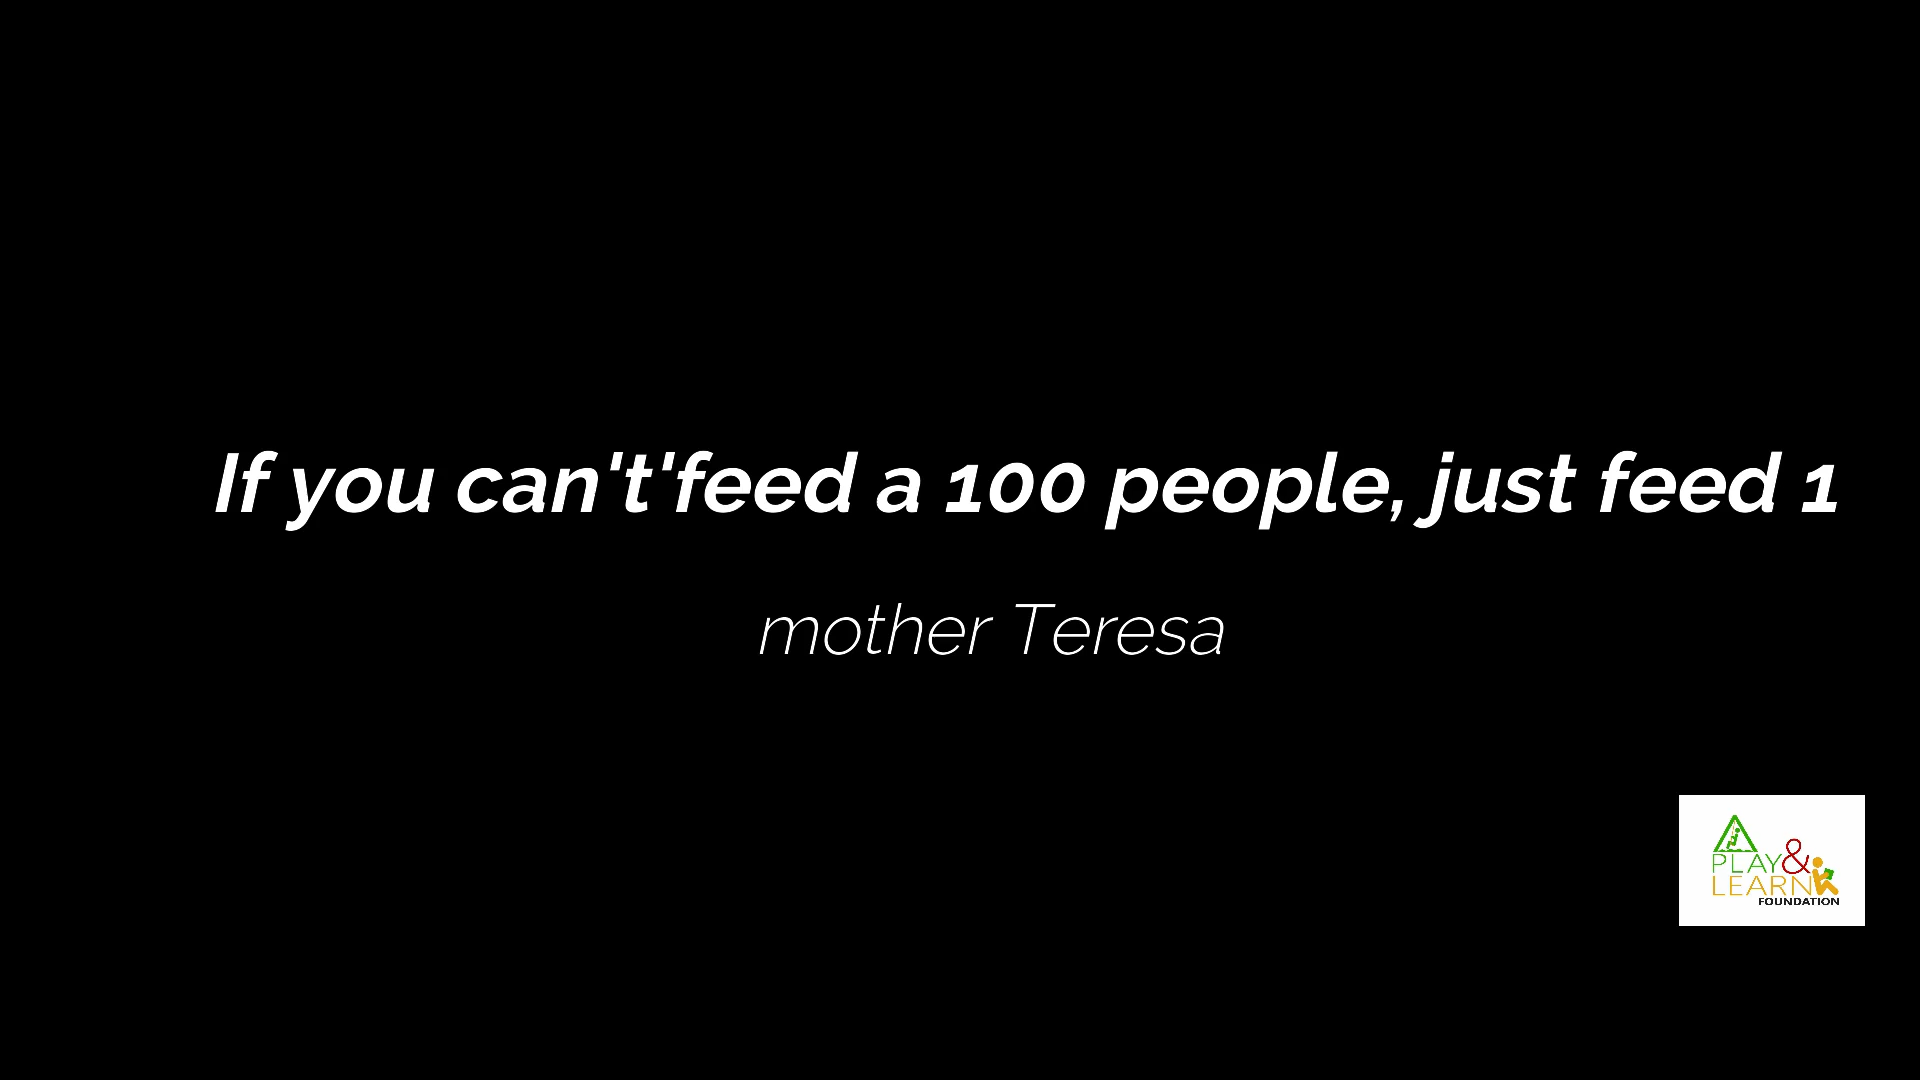 If you can't'feed a 100 people, just feed 1
mother Teresa
PLAY&
LEARN
FOUNDATION